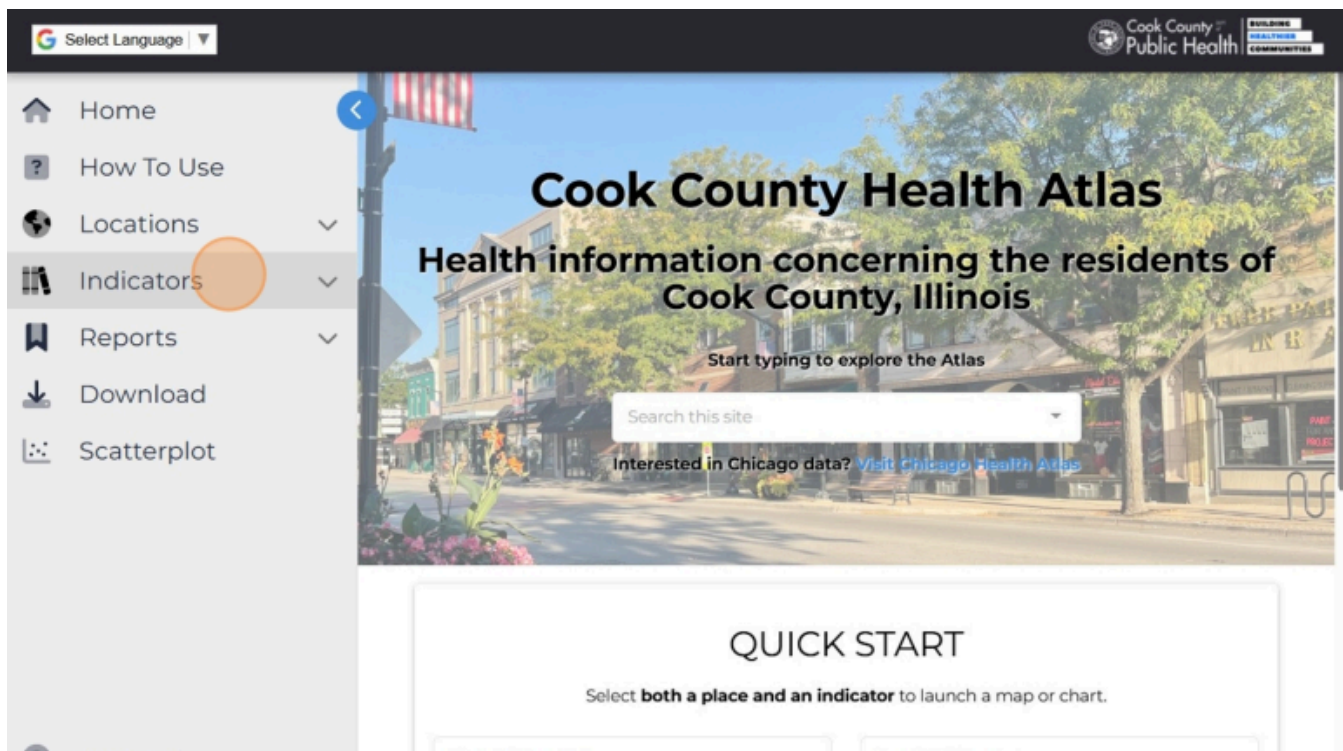 Select Language
Cook County
Public Health
BUILDING
HEALTHIER
COMMUNITIES
Home
How To Use
Locations
Indicators
Reports
Download
Scatterplot
Cook County Health Atlas
Health information concerning the residents of
Cook County, Illinois
Start typing to explore the Atlas
Search this site
Interested in Chicago data? Visit Chicago Health Atlas
QUICK START
Select both a place and an indicator to launch a map or chart.